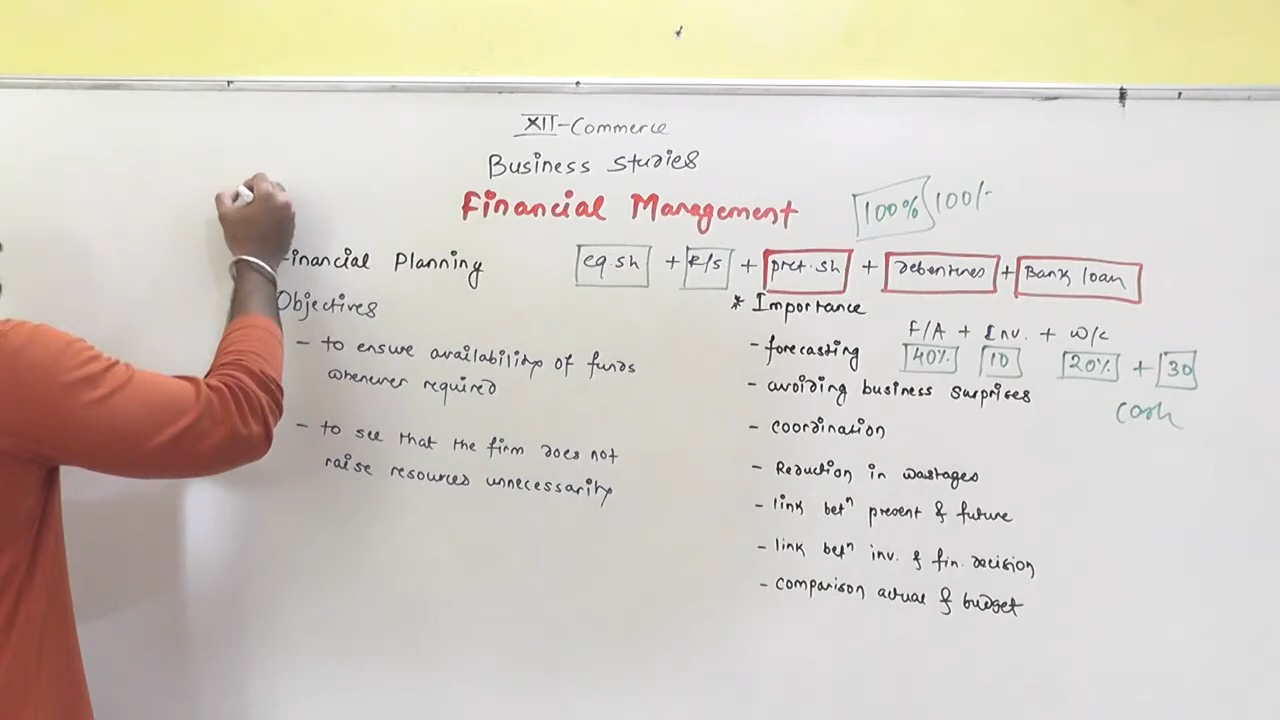 XII-Commerce
Business Studies
Financial Management
100% 100%
Financial Planning
eq sh + R/s + pref. sh + Debentures + Bank loan
Objectives
- to ensure availability of funds
whenever required
- to see that the firm does not
raise resources unnecessarily
* Importance
F/A + Inv. + W/C
40% 10 20% + 30
Cash
- forecasting
- avoiding business surprises
- coordination
- Reduction in wastages
- link betn present & future
- link betn inv. & fin. decision
- comparison actual & budget